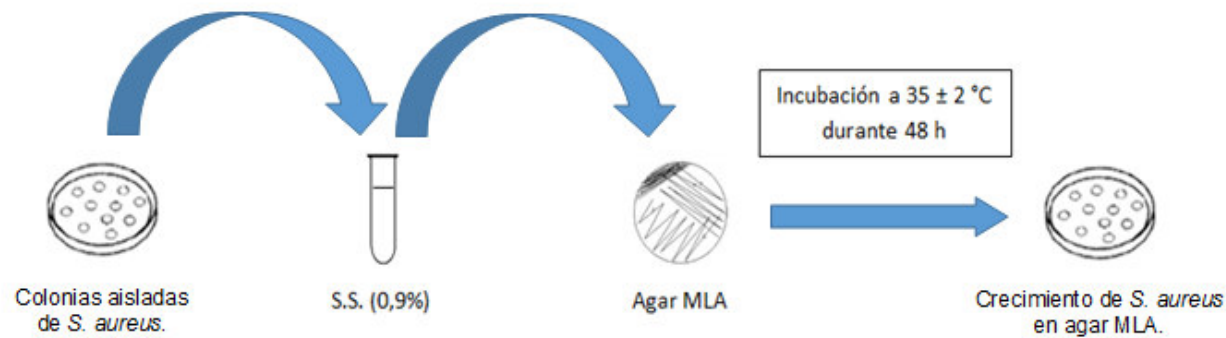 Incubación a 35 ± 2 °C
durante 48 h
Colonias aisladas
de S. aureus.
S.S. (0,9%)
Agar MLA
Crecimiento de S. aureus
en agar MLA.